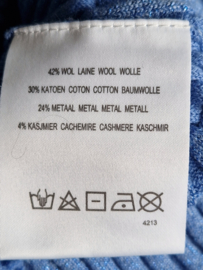 42% WOL LAINE WOOL WOLLE
30% KATOEN COTON COTTON BAUMWOLLE
24% METAAL METAL METAL METALL
4% KASJMIER CACHEMIRE CASHMERE KASCHMIR
4213